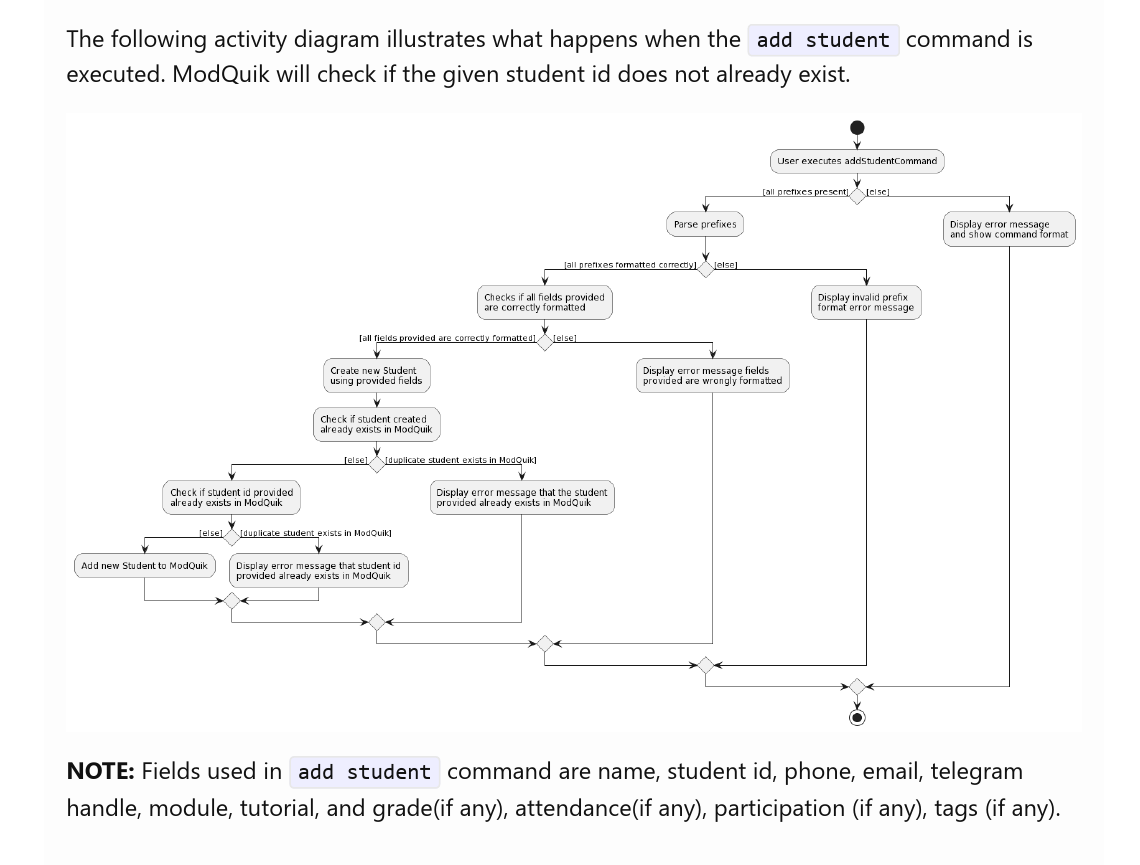 The following activity diagram illustrates what happens when the add student command is
executed. ModQuik will check if the given student id does not already exist.
User executes addStudentCommand
[all prefixes present] [else]
Parse prefixes
Display error message
and show command format
[all prefixes formatted correctly] [else]
Checks if all fields provided
are correctly formatted
Display invalid prefix
format error message
[all fields provided are correctly formatted] [else]
Create new Student
using provided fields
Display error message fields
provided are wrongly formatted
Check if student created
already exists in ModQuik
[else] [duplicate student exists in ModQuik]
Check if student id provided
already exists in ModQuik
Display error message that the student
provided already exists in ModQuik
[else] [duplicate student exists in ModQuik]
Add new Student to ModQuik
Display error message that student id
provided already exists in ModQuik
NOTE: Fields used in add student command are name, student id, phone, email, telegram
handle, module, tutorial, and grade(if any), attendance(if any), participation (if any), tags (if any).